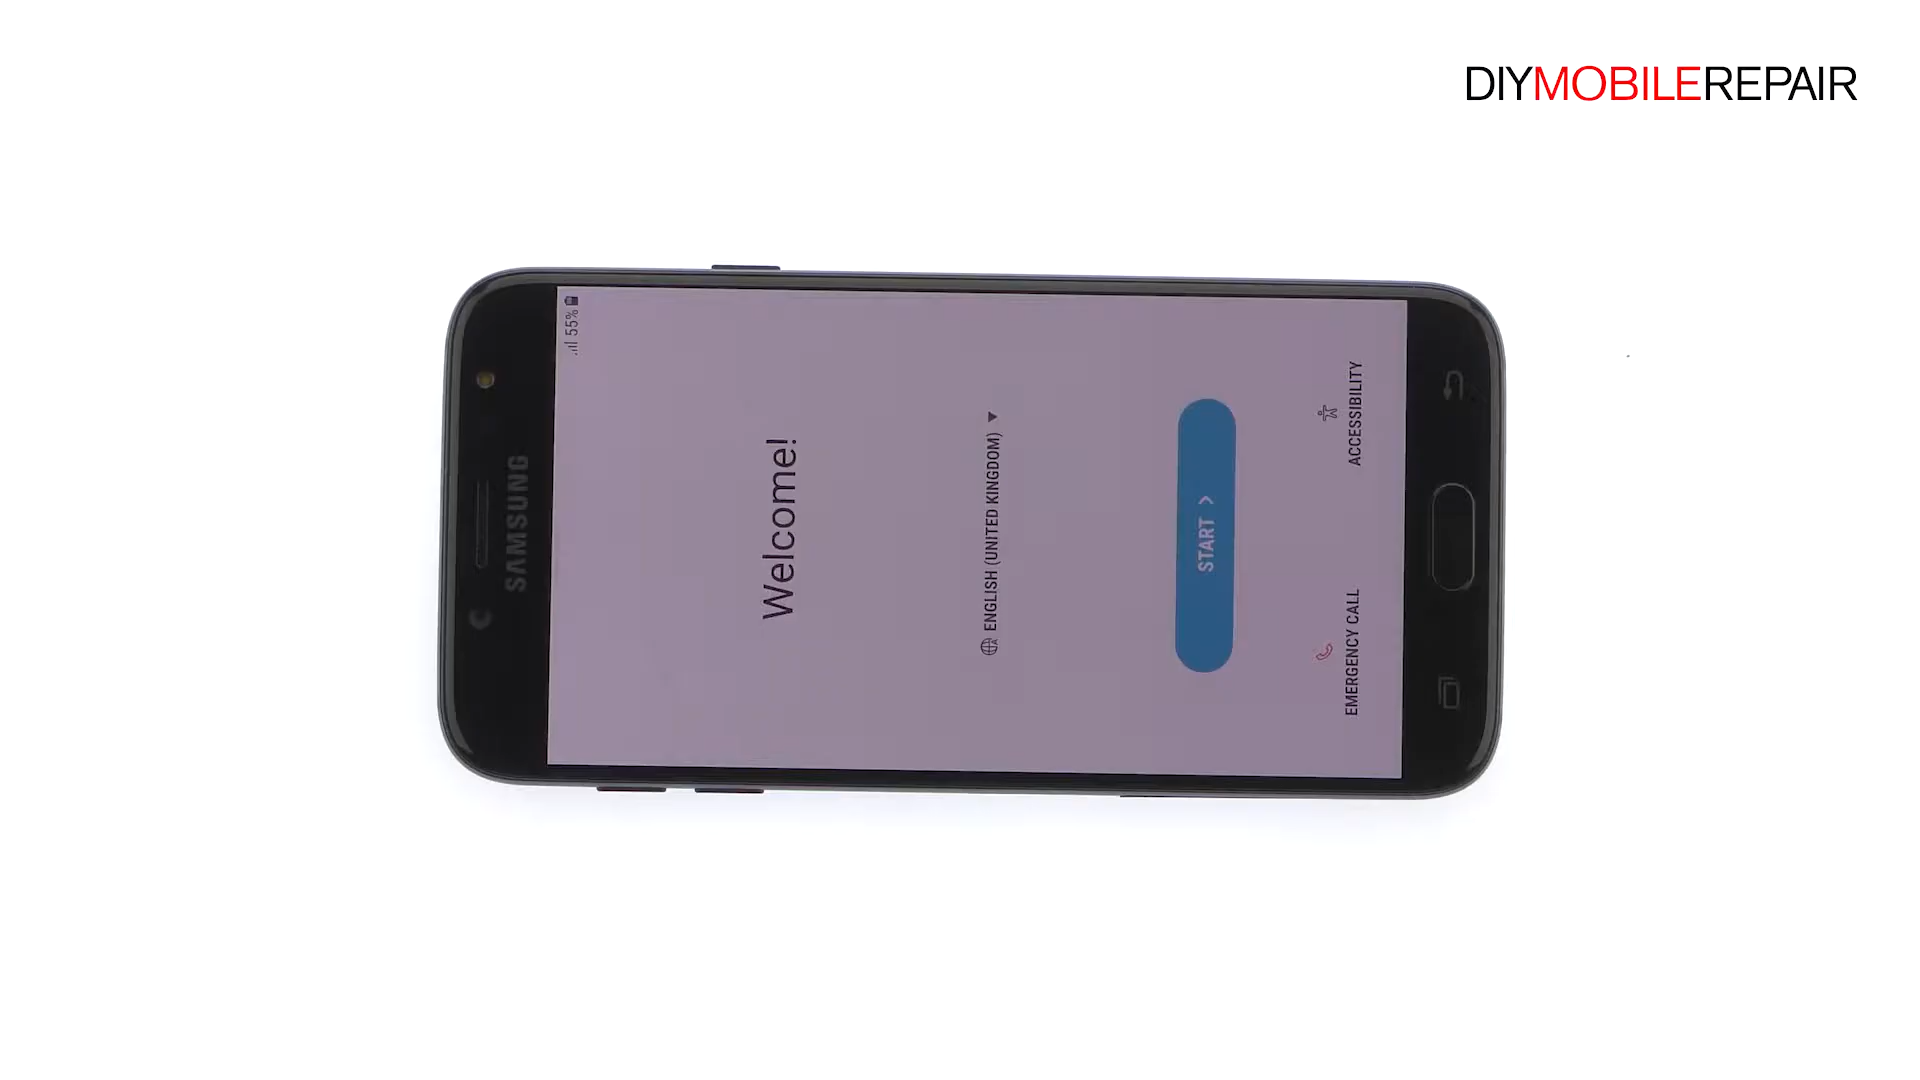 DIYMOBILEREPAIR
SAMSUNG
55%
Welcome!
ENGLISH (UNITED KINGDOM)
START >
EMERGENCY CALL
ACCESSIBILITY